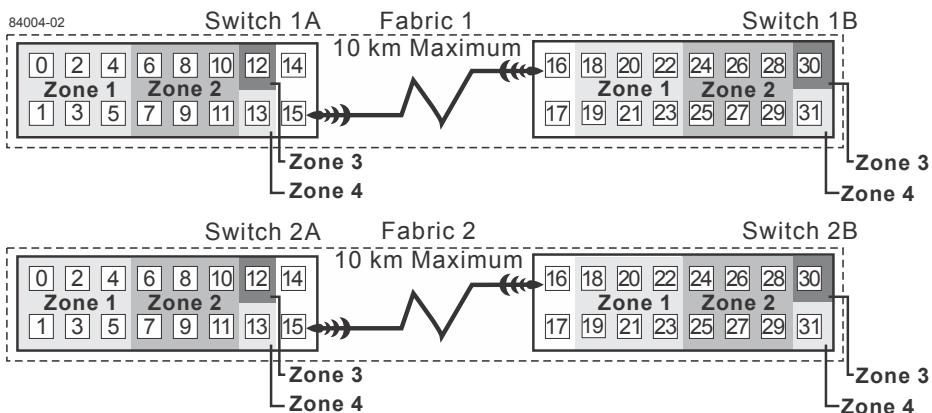 84004-02
Switch 1A Fabric 1 Switch 1B
10 km Maximum
0 2 4 6 8 10 12 14 16 18 20 22 24 26 28 30
Zone 1 Zone 2 Zone 1 Zone 2
1 3 5 7 9 11 13 15 17 19 21 23 25 27 29 31
Zone 3 Zone 3
Zone 4 Zone 4
Switch 2A Fabric 2 Switch 2B
10 km Maximum
0 2 4 6 8 10 12 14 16 18 20 22 24 26 28 30
Zone 1 Zone 2 Zone 1 Zone 2
1 3 5 7 9 11 13 15 17 19 21 23 25 27 29 31
Zone 3 Zone 3
Zone 4 Zone 4